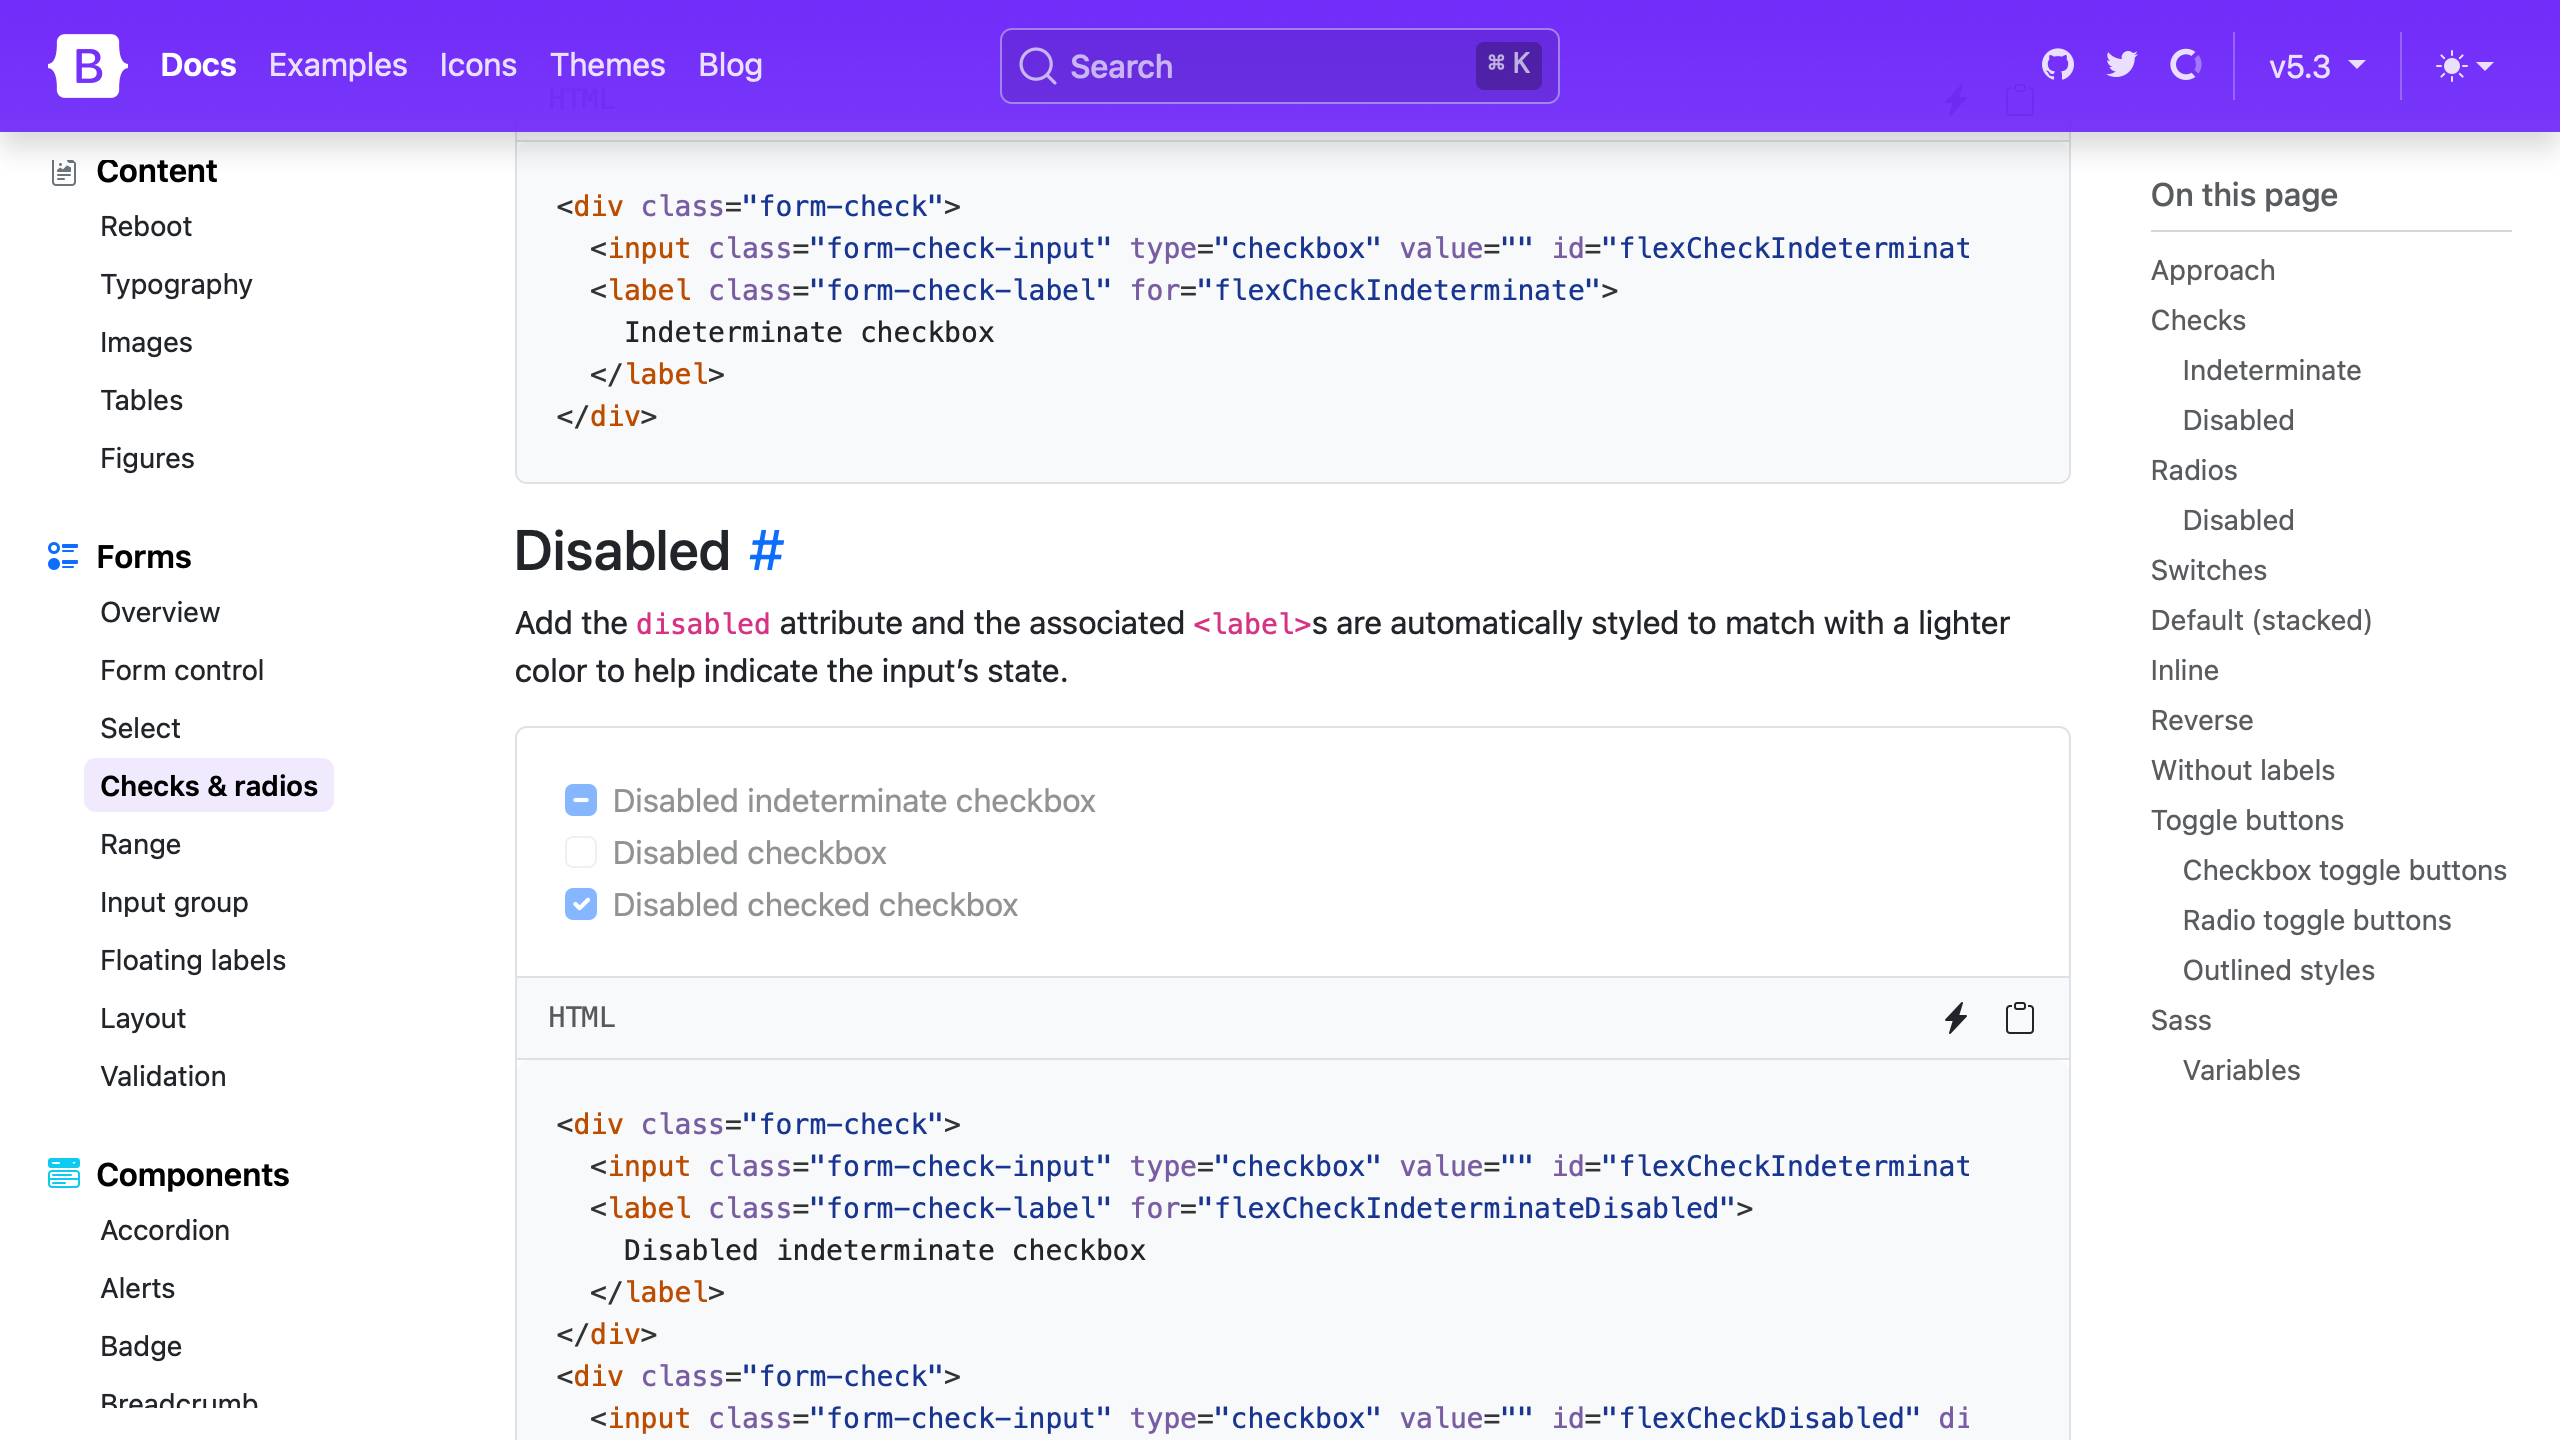 B
Docs
Examples
Icons
Themes
Blog
Search
⌘ K
v5.3
HTML
Content
Reboot
Typography
Images
Tables
Figures
Forms
Overview
Form control
Select
Checks & radios
Range
Input group
Floating labels
Layout
Validation
Components
Accordion
Alerts
Badge
Breadcrumb
<div class="form-check">
  <input class="form-check-input" type="checkbox" value="" id="flexCheckIndeterminat
  <label class="form-check-label" for="flexCheckIndeterminate">
    Indeterminate checkbox
  </label>
</div>
Disabled #
Add the disabled attribute and the associated <label>s are automatically styled to match with a lighter
color to help indicate the input’s state.
Disabled indeterminate checkbox
Disabled checkbox
Disabled checked checkbox
HTML
<div class="form-check">
  <input class="form-check-input" type="checkbox" value="" id="flexCheckIndeterminat
  <label class="form-check-label" for="flexCheckIndeterminateDisabled">
    Disabled indeterminate checkbox
  </label>
</div>
<div class="form-check">
  <input class="form-check-input" type="checkbox" value="" id="flexCheckDisabled" di
On this page
Approach
Checks
Indeterminate
Disabled
Radios
Disabled
Switches
Default (stacked)
Inline
Reverse
Without labels
Toggle buttons
Checkbox toggle buttons
Radio toggle buttons
Outlined styles
Sass
Variables